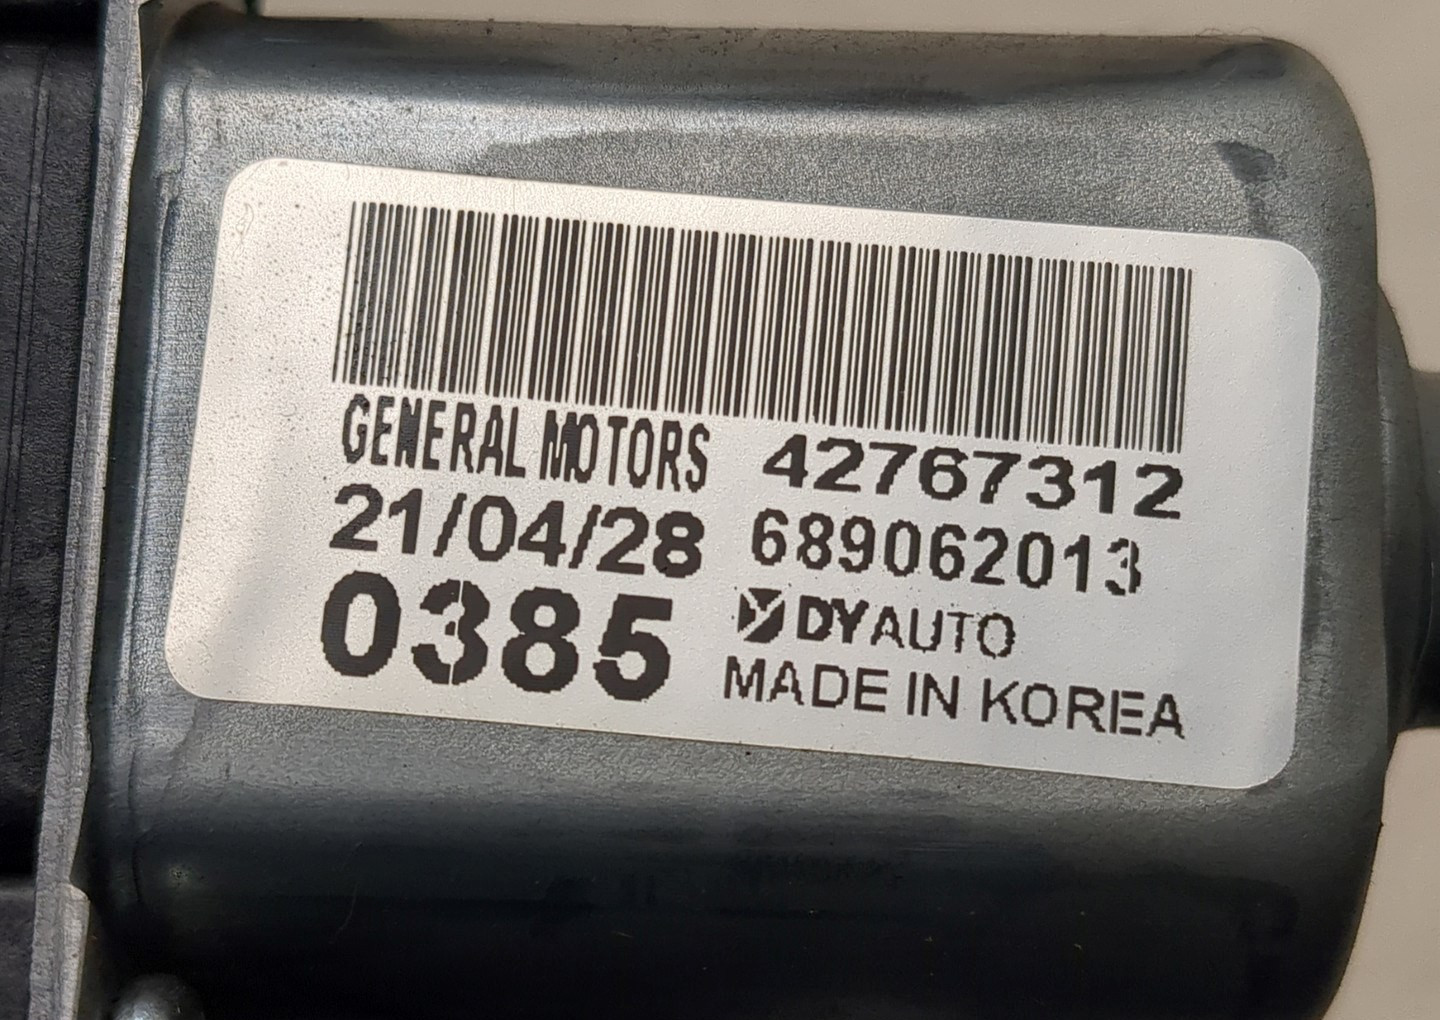 GENERAL MOTORS 42767312
21/04/28 689062013
0385 DYAUTO
MADE IN KOREA